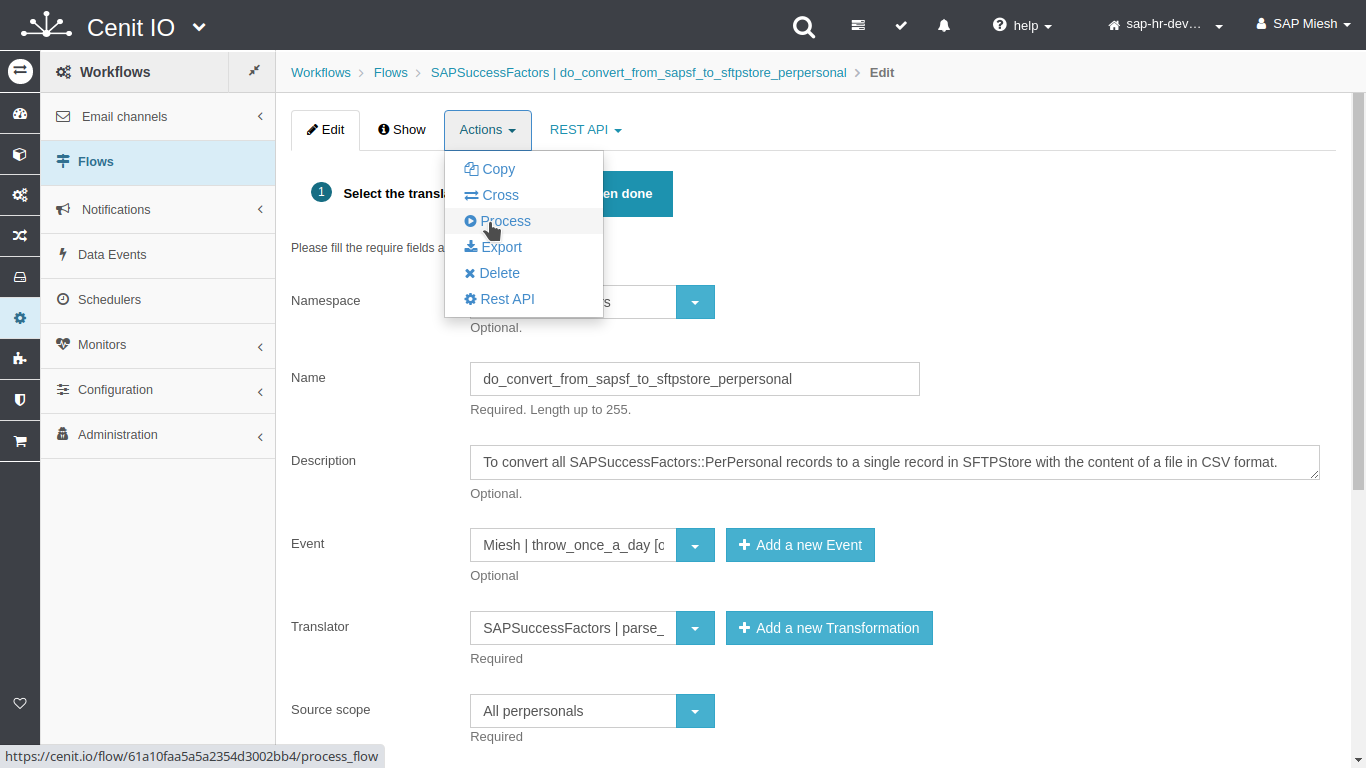 Cenit IO
help
sap-hr-dev…
SAP Miesh
Workflows
Workflows
Flows
SAPSuccessFactors | do_convert_from_sapsf_to_sftpstore_perpersonal
Edit
Email channels
Flows
Notifications
Data Events
Schedulers
Monitors
Configuration
Administration
Edit
Show
Actions
REST API
Copy
Cross
Process
Export
Delete
Rest API
1
Select the transl
en done
Please fill the require fields a
Namespace
rs
Optional.
Name
do_convert_from_sapsf_to_sftpstore_perpersonal
Required. Length up to 255.
Description
To convert all SAPSuccessFactors::PerPersonal records to a single record in SFTPStore with the content of a file in CSV format.
Optional.
Event
Miesh | throw_once_a_day [c
Add a new Event
Optional
Translator
SAPSuccessFactors | parse_
Add a new Transformation
Required
Source scope
All perpersonals
Required
https://cenit.io/flow/61a10faa5a5a2354d3002bb4/process_flow